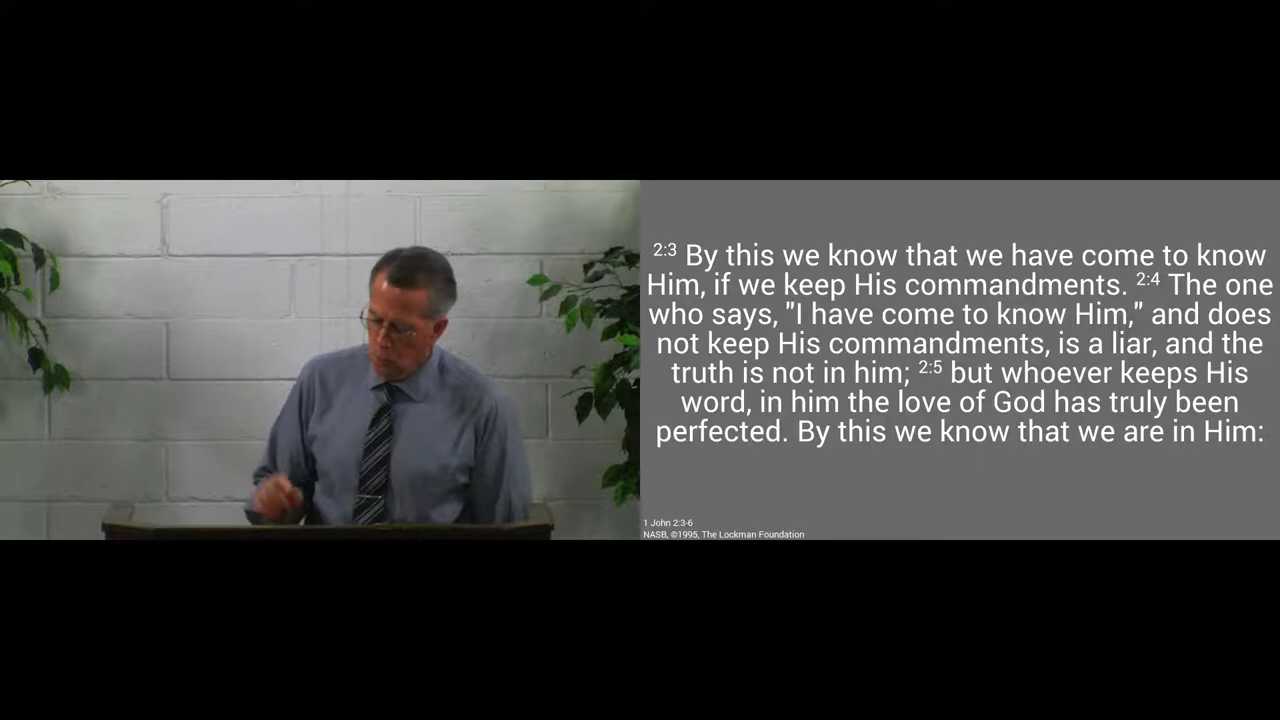 2:3 By this we know that we have come to know
Him, if we keep His commandments. 2:4 The one
who says, "I have come to know Him," and does
not keep His commandments, is a liar, and the
truth is not in him; 2:5 but whoever keeps His
word, in him the love of God has truly been
perfected. By this we know that we are in Him:
1 John 2:3-6
NASB, ©1995, The Lockman Foundation